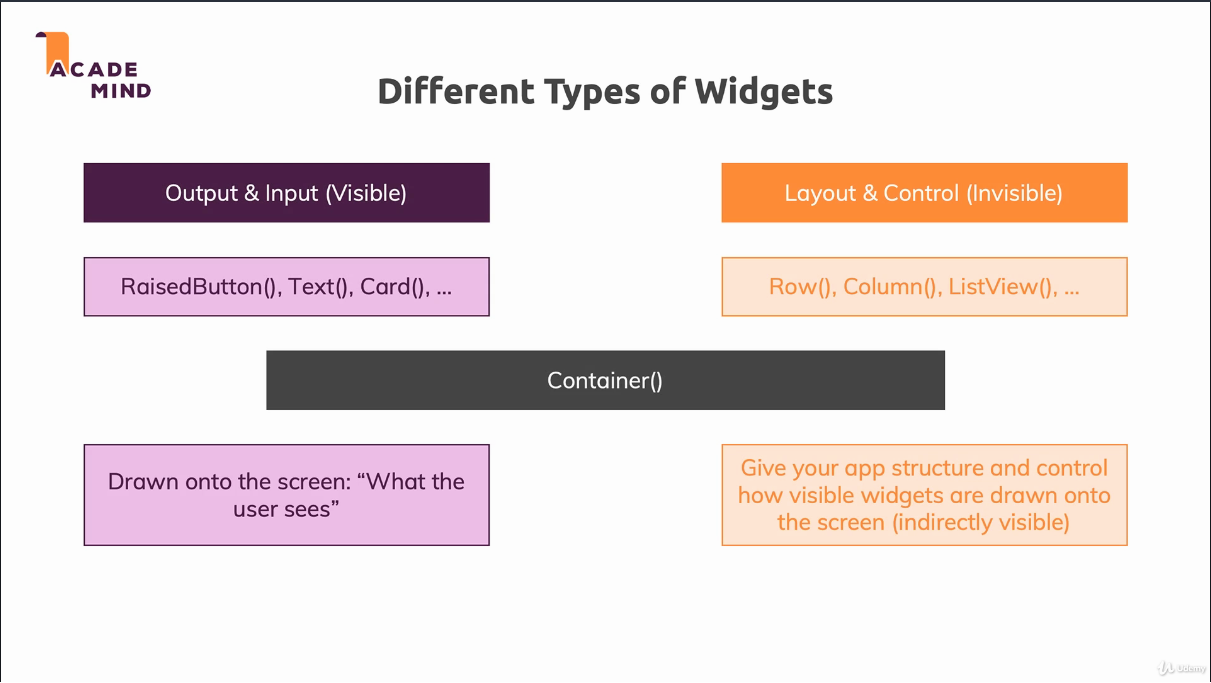 ACADE
MIND
Different Types of Widgets
Output & Input (Visible)
Layout & Control (Invisible)
RaisedButton(), Text(), Card(), ...
Row(), Column(), ListView(), ...
Container()
Drawn onto the screen: “What the
user sees”
Give your app structure and control
how visible widgets are drawn onto
the screen (indirectly visible)
Udemy